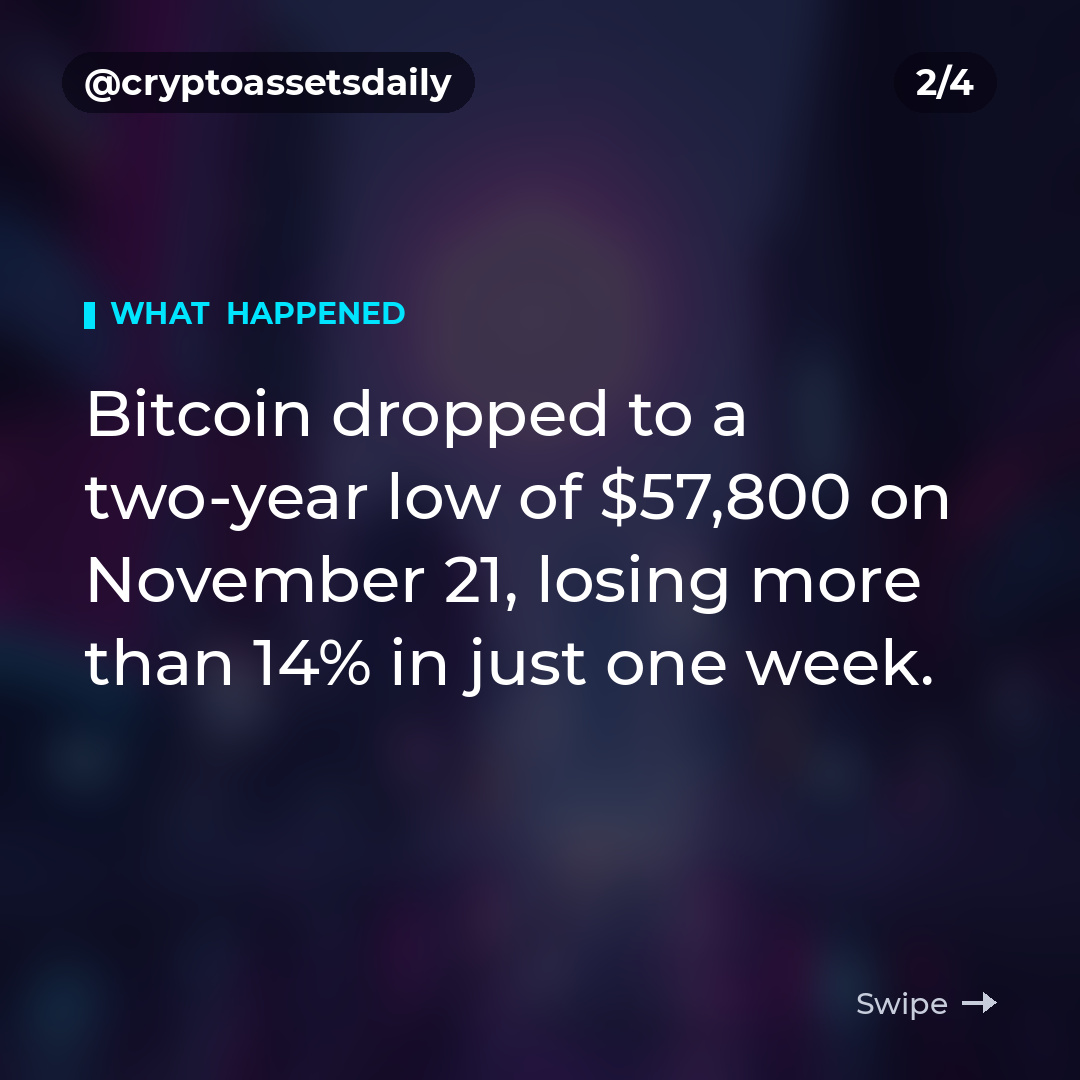 @cryptoassetsdaily
2/4
WHAT HAPPENED
Bitcoin dropped to a
two-year low of $57,800 on
November 21, losing more
than 14% in just one week.
Swipe